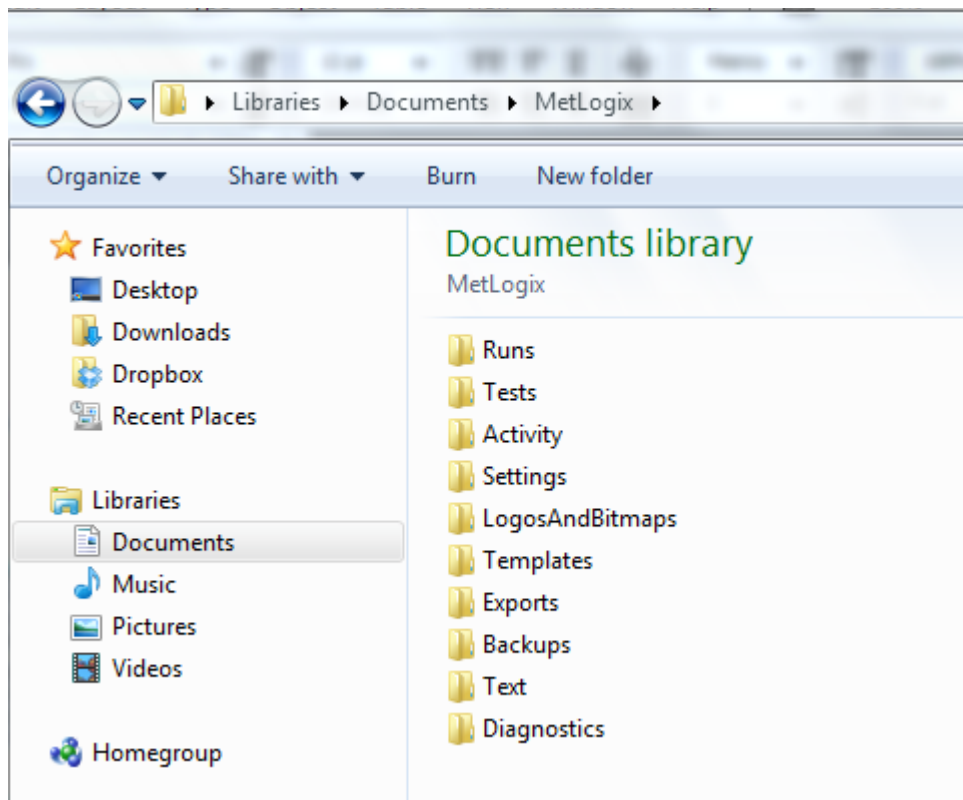 Libraries Documents MetLogix
Organize Share with Burn New folder
Favorites
Desktop
Downloads
Dropbox
Recent Places
Libraries
Documents
Music
Pictures
Videos
Homegroup
Documents library
MetLogix
Runs
Tests
Activity
Settings
LogosAndBitmaps
Templates
Exports
Backups
Text
Diagnostics